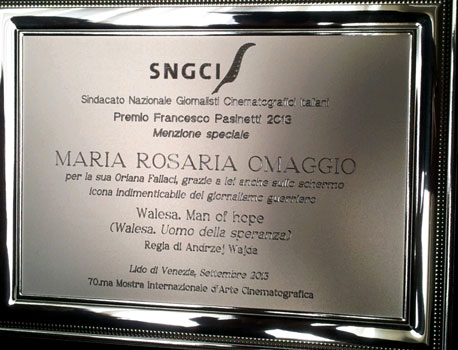 SNGCI
Sindacato Nazionale Giornalisti Cinematografici Italiani
Premio Francesco Pasinetti 2013
Menzione speciale
MARIA ROSARIA OMAGGIO
per la sua Oriana Fallaci, grazie a lei anche sullo schermo
icona indimenticabile del giornalismo guerriero
Walesa. Man of hope
(Walesa. Uomo della speranza)
Regia di Andrzej Wajda
Lido di Venezia, Settembre 2013
70.ma Mostra Internazionale d'Arte Cinematografica